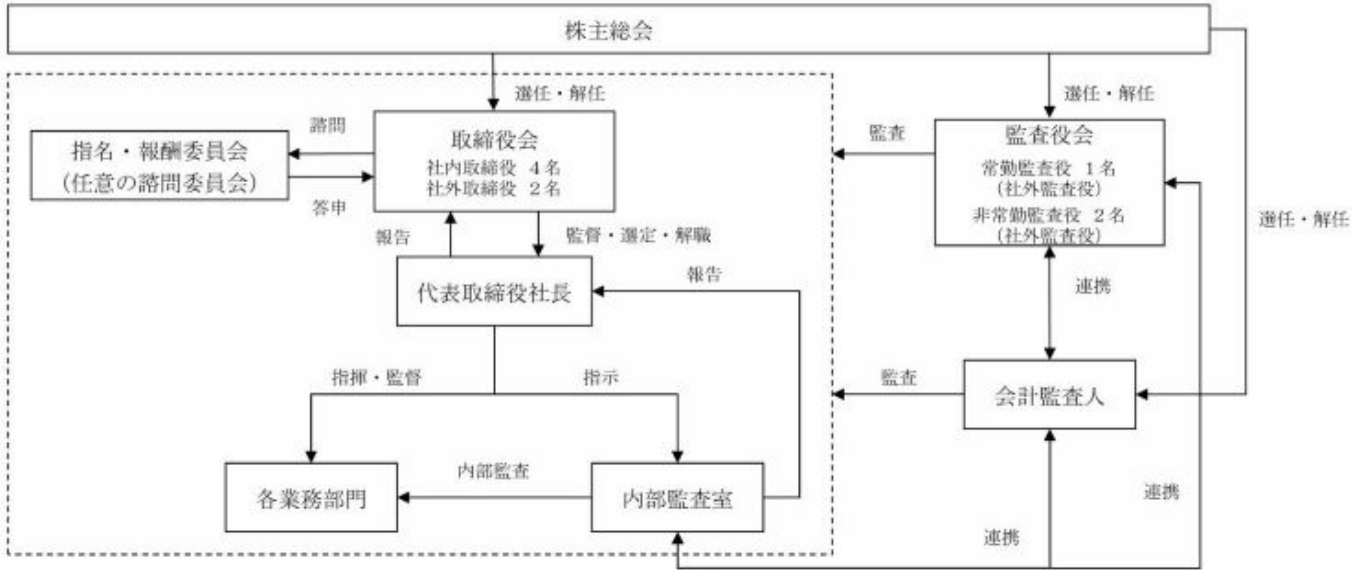 株主総会
選任・解任
選任・解任
選任・解任
諮問
指名・報酬委員会
(任意の諮問委員会)
答申
取締役会
社内取締役 4名
社外取締役 2名
監査
監査役会
常勤監査役 1名
(社外監査役)
非常勤監査役 2名
(社外監査役)
報告
監督・選定・解職
代表取締役社長
報告
連携
指揮・監督
指示
監査
会計監査人
各業務部門
内部監査
内部監査室
連携
連携